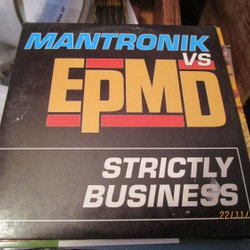 MANTRONIK
VS
EPMD
STRICTLY
BUSINESS